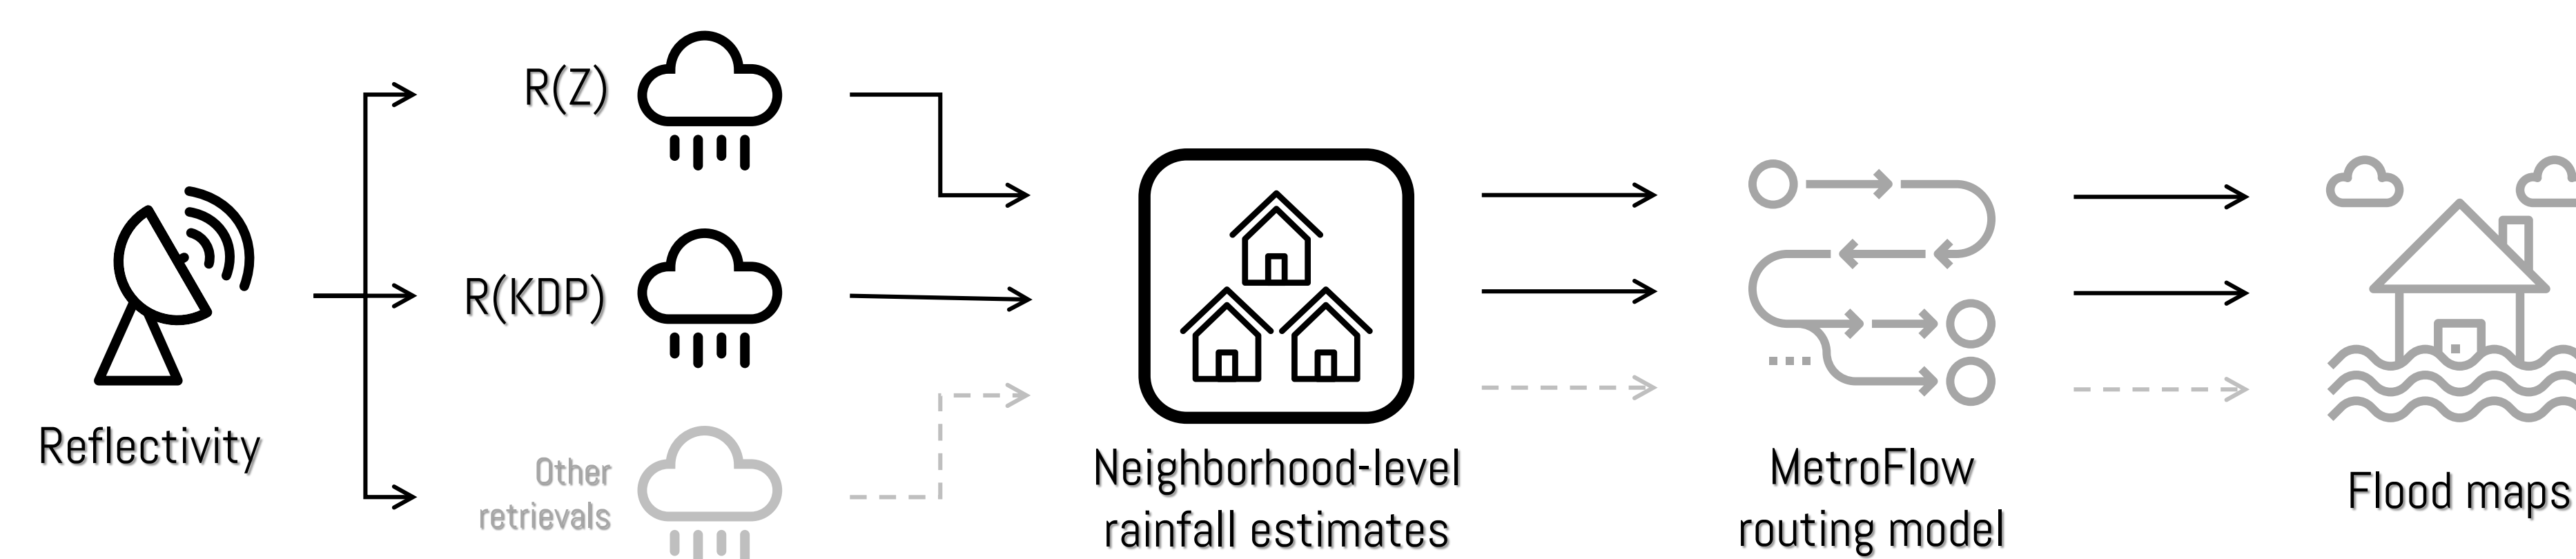 Reflectivity
R(Z)
R(KDP)
Other
retrievals
Neighborhood-level
rainfall estimates
MetroFlow
routing model
Flood maps